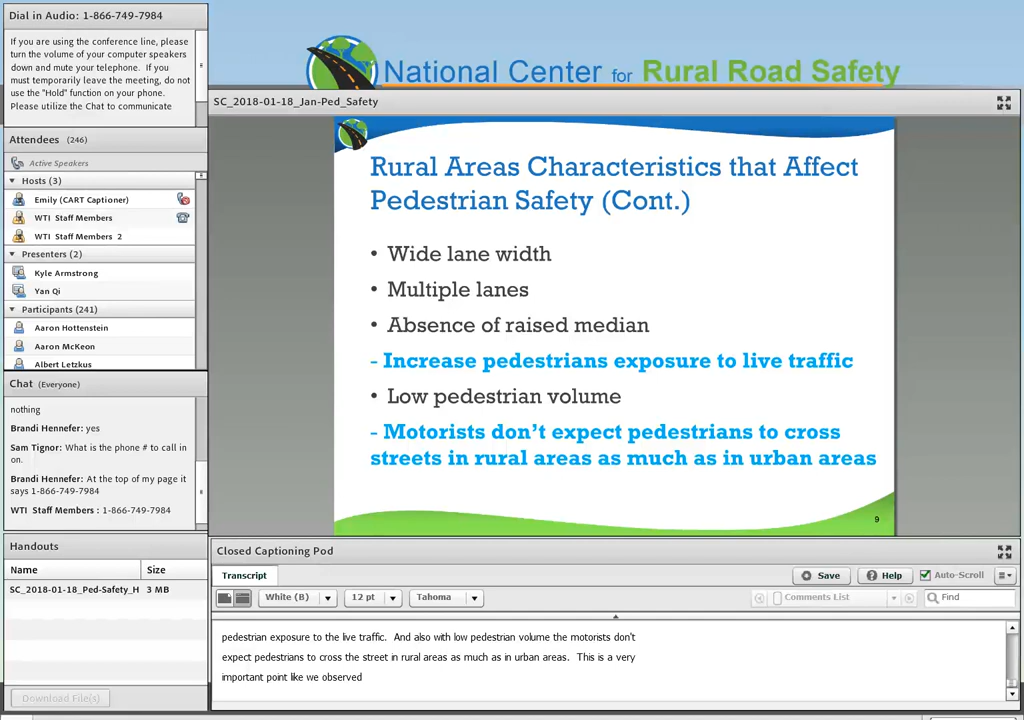 Dial in Audio: 1-866-749-7984
If you are using the conference line, please
turn the volume of your computer speakers
down and mute your telephone.  If you
must temporarily leave the meeting, do not
use the "Hold" function on your phone.
Please utilize the Chat to communicate
Attendees (246)
Active Speakers
Hosts (3)
Emily (CART Captioner)
WTI Staff Members
WTI Staff Members 2
Presenters (2)
Kyle Armstrong
Yan Qi
Participants (241)
Aaron Hottenstein
Aaron McKeon
Albert Letzkus
Chat (Everyone)
nothing
Brandi Hennefer: yes
Sam Tignor: What is the phone # to call in
on.
Brandi Hennefer: At the top of my page it
says 1-866-749-7984
WTI Staff Members : 1-866-749-7984
Handouts
Name Size
SC_2018-01-18_Ped-Safety_H 3 MB
Download File(s)
National Center for Rural Road Safety
SC_2018-01-18_Jan-Ped_Safety
Rural Areas Characteristics that Affect
Pedestrian Safety (Cont.)
• Wide lane width
• Multiple lanes
• Absence of raised median
- Increase pedestrians exposure to live traffic
• Low pedestrian volume
- Motorists don't expect pedestrians to cross
streets in rural areas as much as in urban areas
9
Closed Captioning Pod
Transcript
Save
Help
Auto-Scroll
White (B)
12 pt
Tahoma
Comments List
Find
pedestrian exposure to the live traffic.  And also with low pedestrian volume the motorists don't
expect pedestrians to cross the street in rural areas as much as in urban areas.  This is a very
important point like we observed